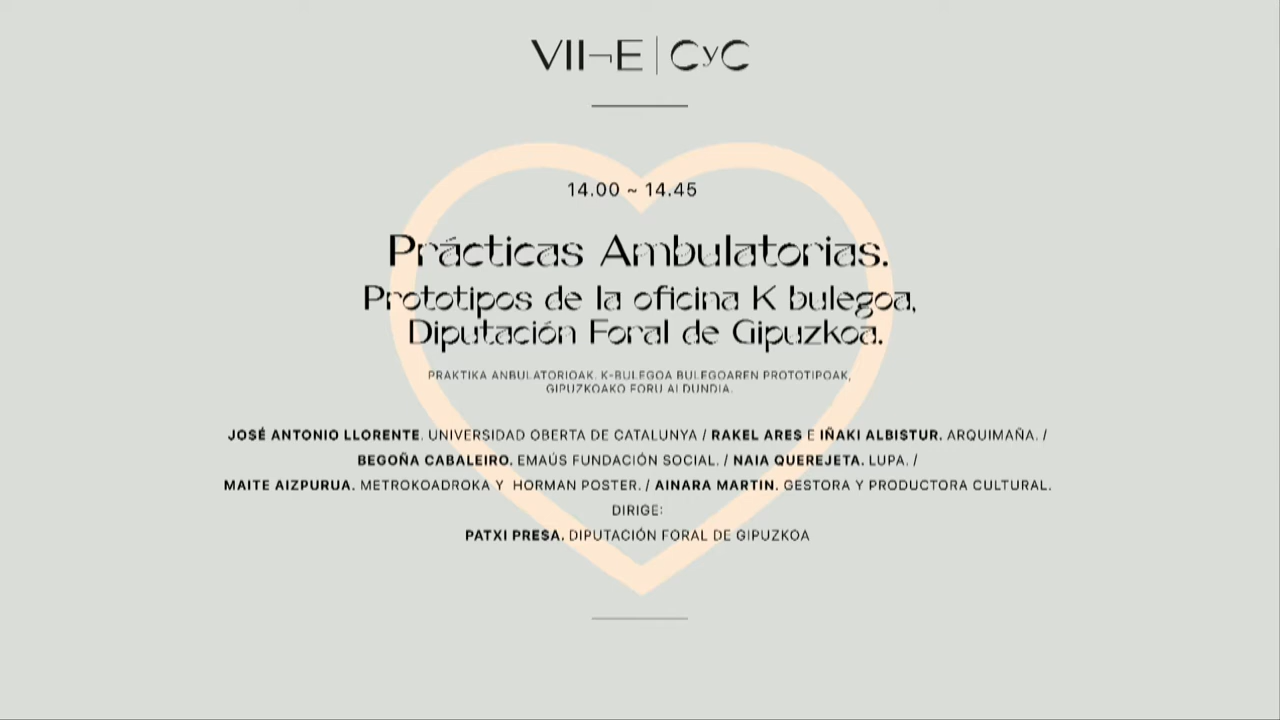 VII¬E | CyC
14.00 ~ 14.45
Prácticas Ambulatorias.
Prototipos de la oficina K bulegoa,
Diputación Foral de Gipuzkoa.
PRAKTIKA ANBULATORIOAK. K-BULEGOA BULEGOAREN PROTOTIPOAK,
GIPUZKOAKO FORU ALDUNDIA.
JOSÉ ANTONIO LLORENTE. UNIVERSIDAD OBERTA DE CATALUNYA / RAKEL ARES E IÑAKI ALBISTUR. ARQUIMAÑA. /
BEGOÑA CABALEIRO. EMAÚS FUNDACIÓN SOCIAL. / NAIA QUEREJETA. LUPA. /
MAITE AIZPURUA. METROKOADROKA Y HORMAN POSTER. / AINARA MARTIN. GESTORA Y PRODUCTORA CULTURAL.
DIRIGE:
PATXI PRESA. DIPUTACIÓN FORAL DE GIPUZKOA